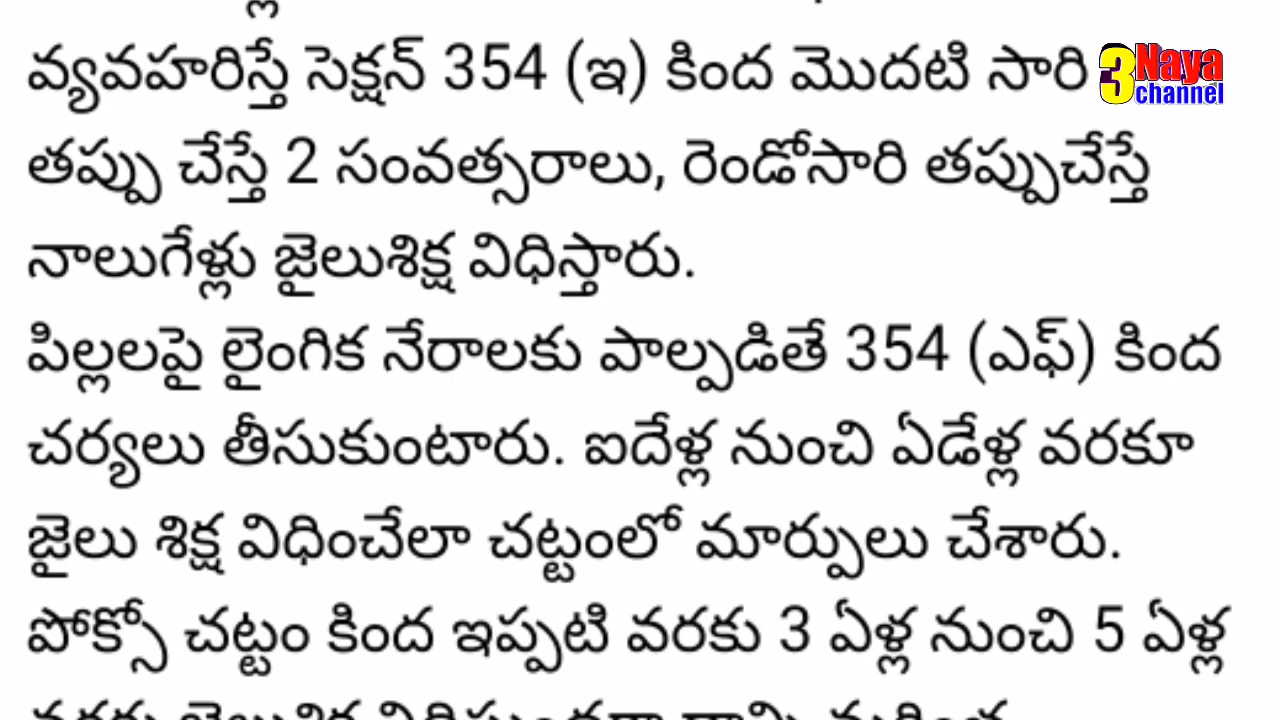 వ్యవహరిస్తే సెక్షన్ 354 (ఇ) కింద మొదటి సారి
3 Naya channel
తప్పు చేస్తే 2 సంవత్సరాలు, రెండోసారి తప్పుచేస్తే
నాలుగేళ్లు జైలుశిక్ష విధిస్తారు.
పిల్లలపై లైంగిక నేరాలకు పాల్పడితే 354 (ఎఫ్) కింద
చర్యలు తీసుకుంటారు. ఐదేళ్ల నుంచి ఏడేళ్ల వరకూ
జైలు శిక్ష విధించేలా చట్టంలో మార్పులు చేశారు.
పోక్సో చట్టం కింద ఇప్పటి వరకు 3 ఏళ్ల నుంచి 5 ఏళ్ల